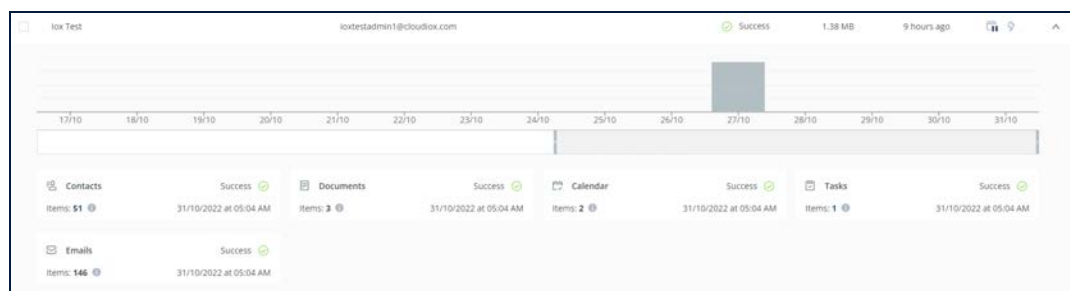 Iox Test ioxtestadmin1@cloudiox.com Success 1.38 MB 9 hours ago
17/10 18/10 19/10 20/10 21/10 22/10 23/10 24/10 25/10 26/10 27/10 28/10 29/10 30/10 31/10
Contacts Success Documents Success Calendar Success Tasks Success
Items: 51 31/10/2022 at 05:04 AM Items: 3 31/10/2022 at 05:04 AM Items: 2 31/10/2022 at 05:04 AM Items: 1 31/10/2022 at 05:04 AM
Emails Success
Items: 146 31/10/2022 at 05:04 AM